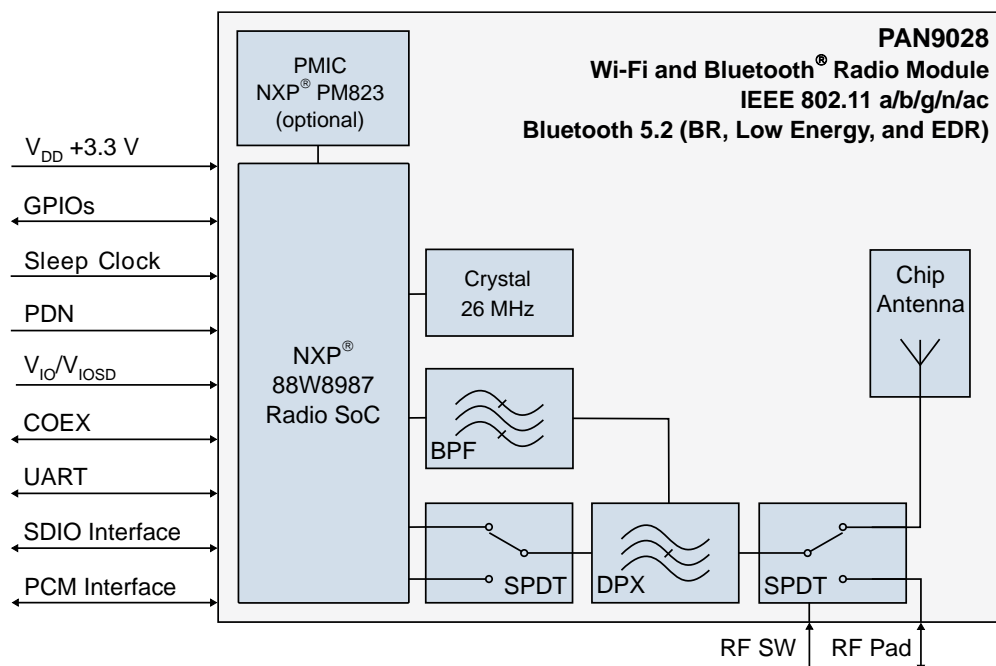 PAN9028
Wi-Fi and Bluetooth® Radio Module
IEEE 802.11 a/b/g/n/ac
Bluetooth 5.2 (BR, Low Energy, and EDR)
PMIC
NXP® PM823
(optional)
VDD +3.3 V
GPIOs
Sleep Clock
PDN
VIO/VIOSD
COEX
UART
SDIO Interface
PCM Interface
NXP®
88W8987
Radio SoC
Crystal
26 MHz
BPF
SPDT
DPX
SPDT
Chip
Antenna
RF SW
RF Pad